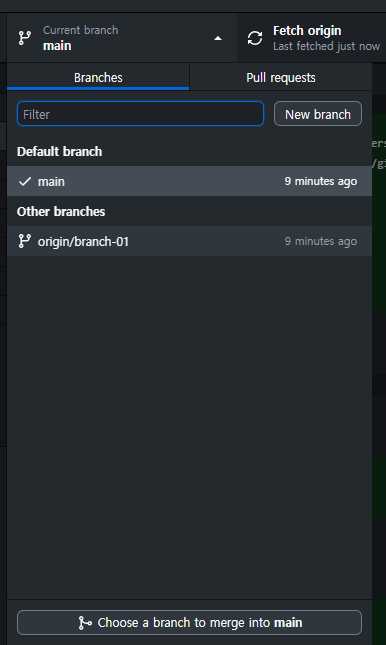 Current branch
main
Fetch origin
Last fetched just now
Branches
Pull requests
Filter
New branch
Default branch
main
9 minutes ago
Other branches
origin/branch-01
9 minutes ago
Choose a branch to merge into main